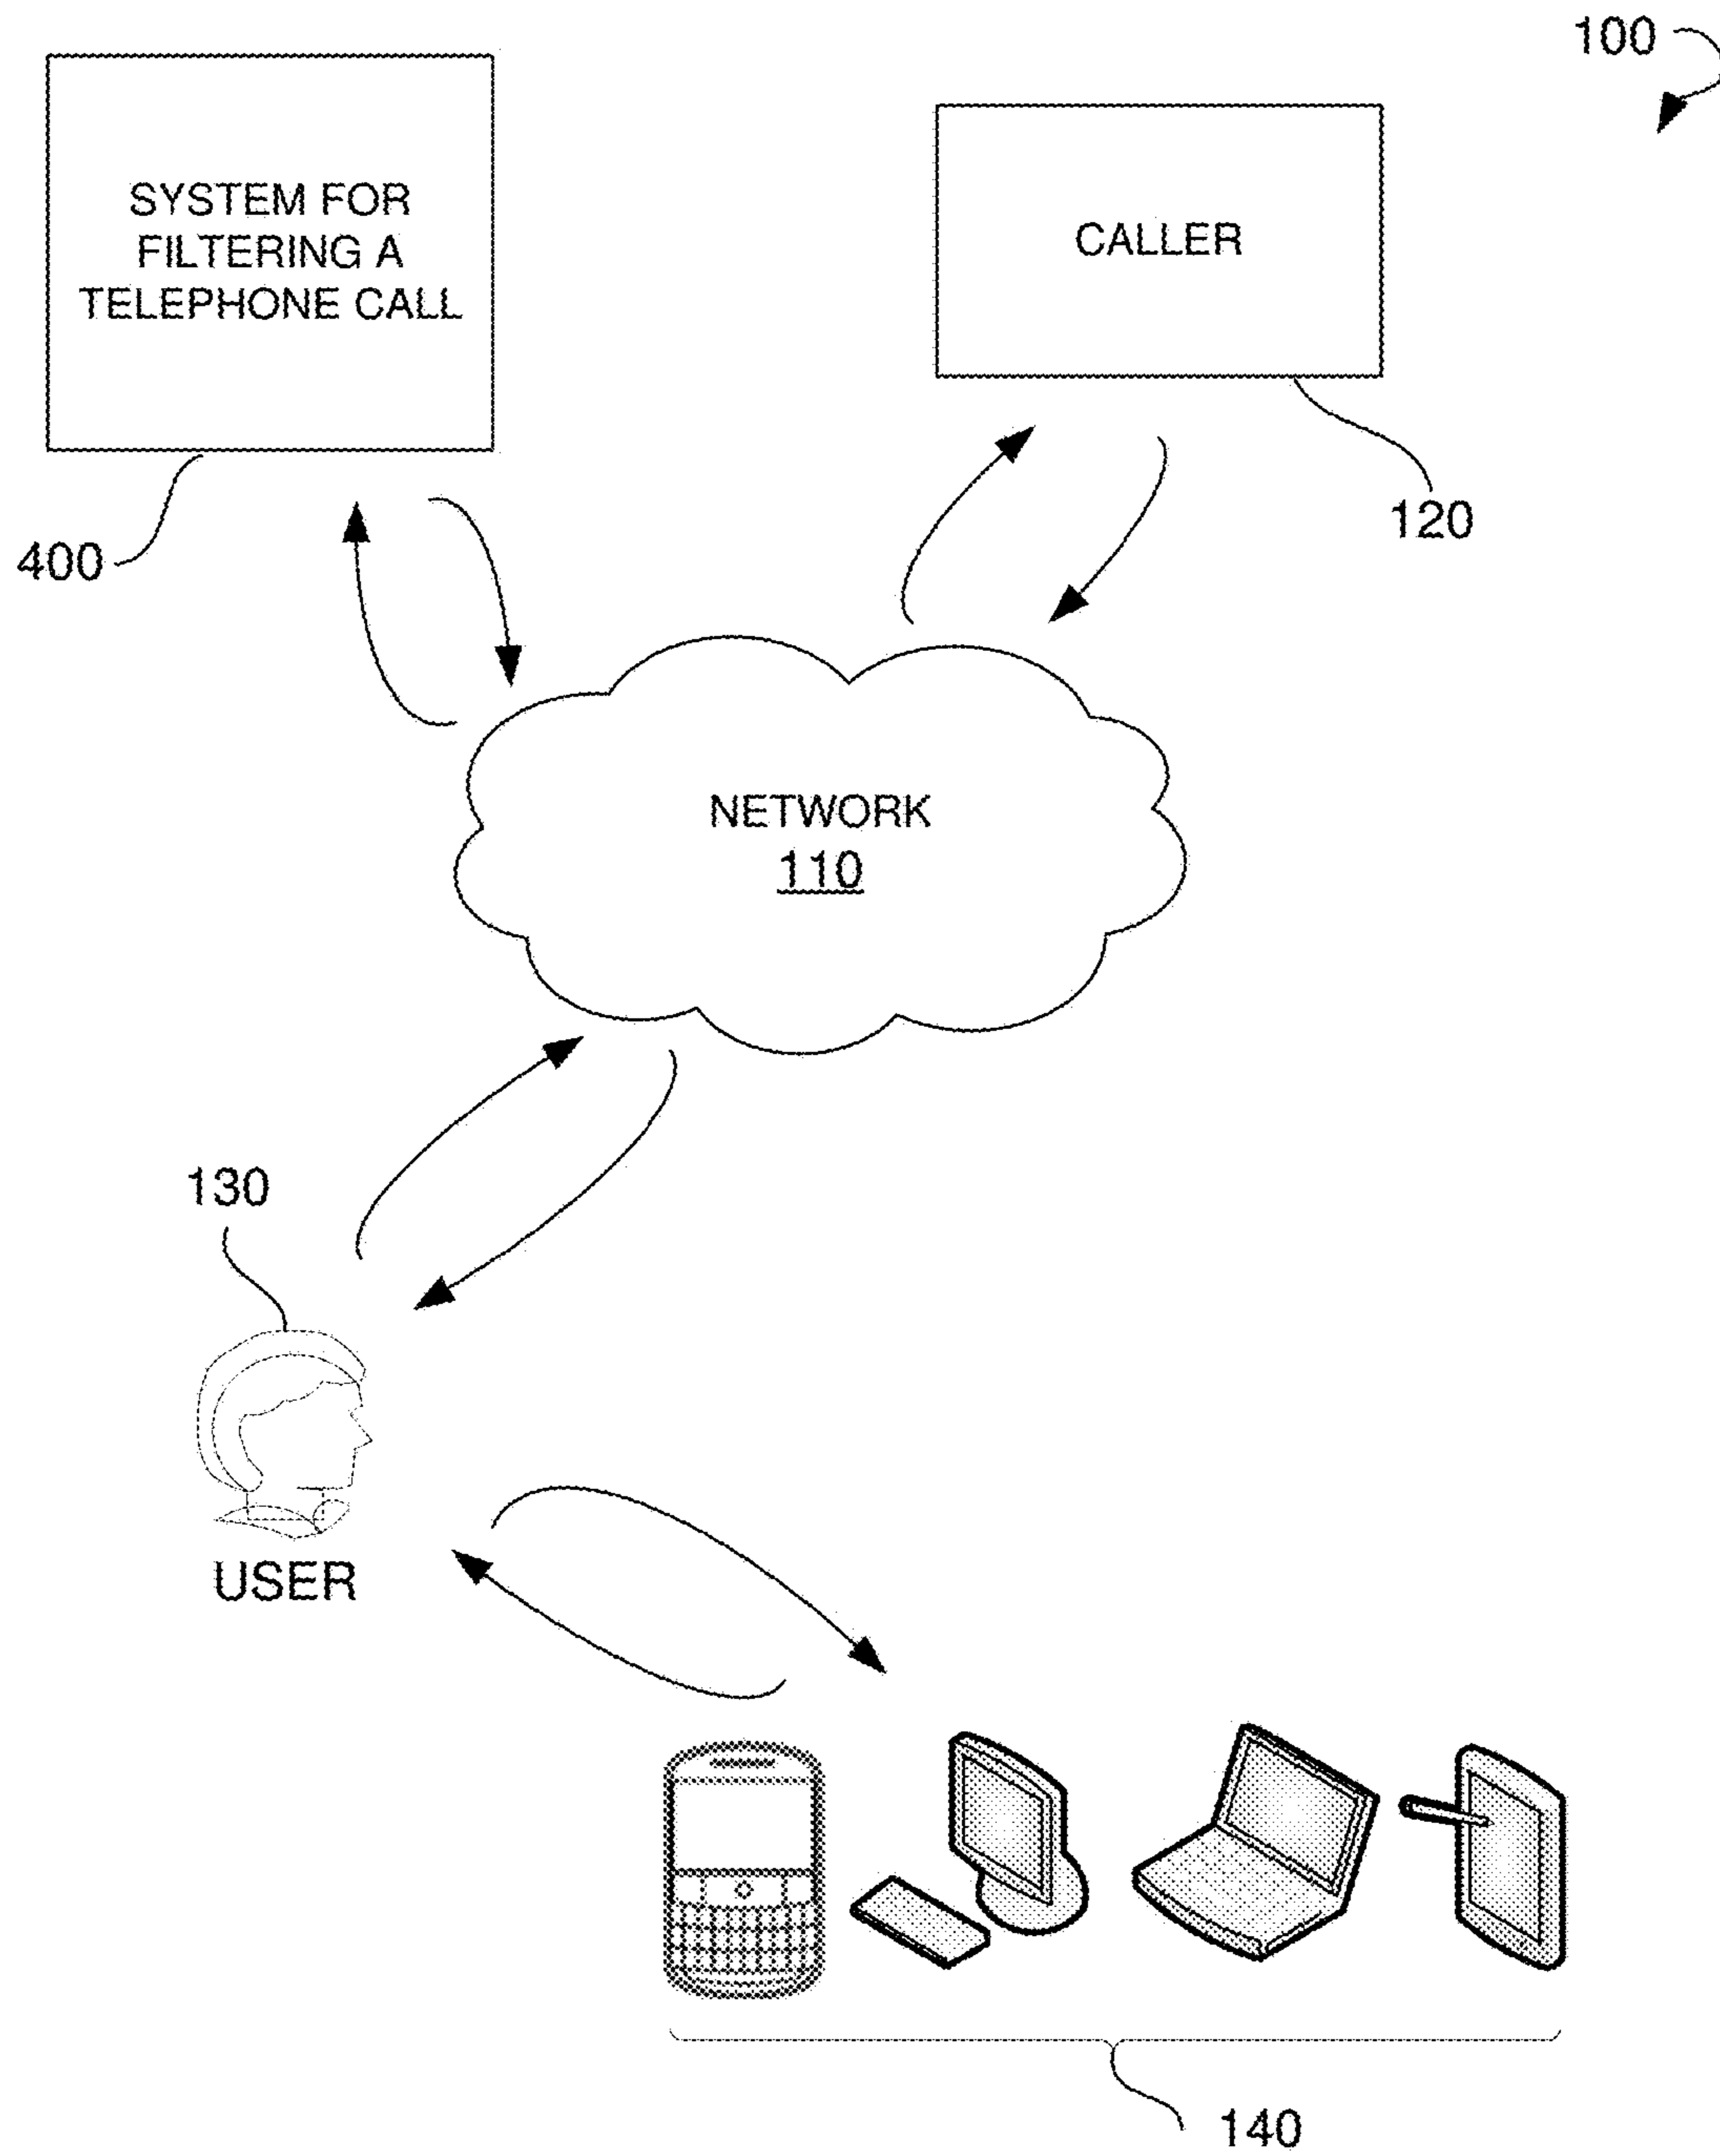 100
SYSTEM FOR
FILTERING A
TELEPHONE CALL
CALLER
400
120
NETWORK
110
130
USER
140